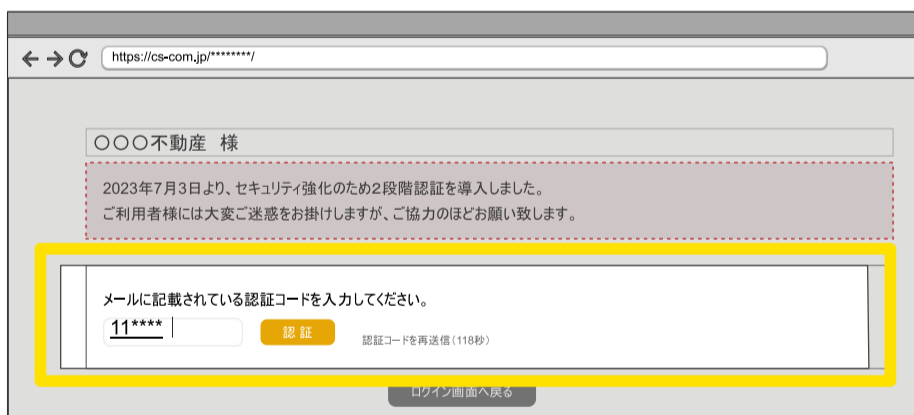 https://cs-com.jp/********/
〇〇〇不動産 様
2023年7月3日より、セキュリティ強化のため2段階認証を導入しました。
ご利用者様には大変ご迷惑をお掛けしますが、ご協力のほどお願い致します。
メールに記載されている認証コードを入力してください。
11****
認証
認証コードを再送信(118秒)
ログイン画面へ戻る